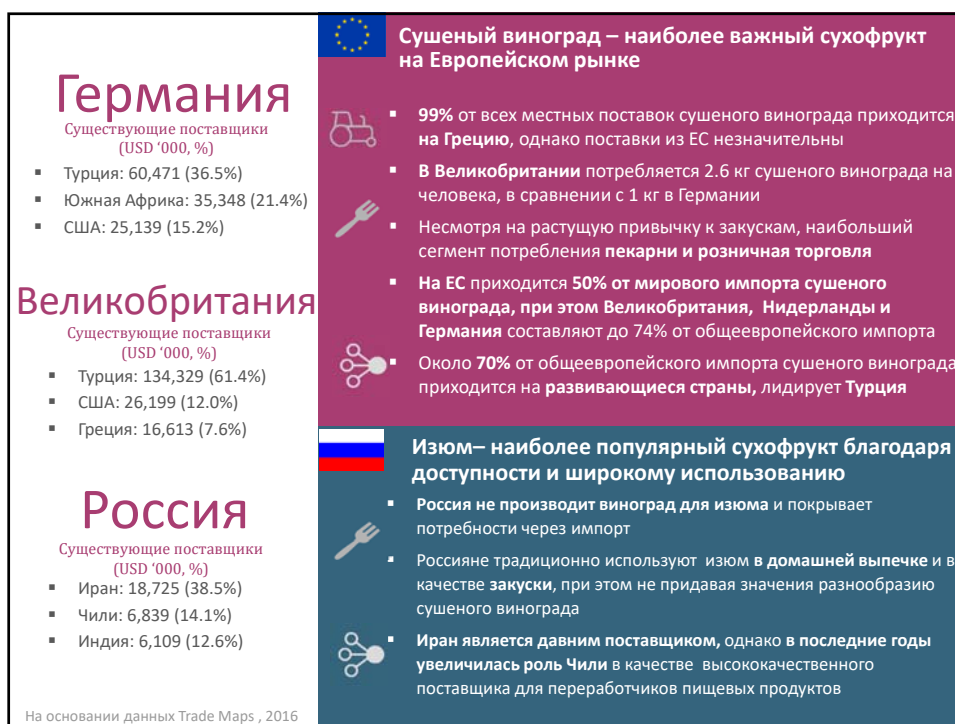 Германия
Существующие поставщики
(USD ‘000, %)
▪ Турция: 60,471 (36.5%)
▪ Южная Африка: 35,348 (21.4%)
▪ США: 25,139 (15.2%)
Великобритания
Существующие поставщики
(USD ‘000, %)
▪ Турция: 134,329 (61.4%)
▪ США: 26,199 (12.0%)
▪ Греция: 16,613 (7.6%)
Россия
Существующие поставщики
(USD ‘000, %)
▪ Иран: 18,725 (38.5%)
▪ Чили: 6,839 (14.1%)
▪ Индия: 6,109 (12.6%)
На основании данных Trade Maps , 2016
Сушеный виноград – наиболее важный сухофрукт
на Европейском рынке
▪ 99% от всех местных поставок сушеного винограда приходится
на Грецию, однако поставки из ЕС незначительны
▪ В Великобритании потребляется 2.6 кг сушеного винограда на
человека, в сравнении с 1 кг в Германии
▪ Несмотря на растущую привычку к закускам, наибольший
сегмент потребления пекарни и розничная торговля
▪ На ЕС приходится 50% от мирового импорта сушеного
винограда, при этом Великобритания, Нидерланды и
Германия составляют до 74% от общеевропейского импорта
▪ Около 70% от общеевропейского импорта сушеного винограда
приходится на развивающиеся страны, лидирует Турция
Изюм– наиболее популярный сухофрукт благодаря
доступности и широкому использованию
▪ Россия не производит виноград для изюма и покрывает
потребности через импорт
▪ Россияне традиционно используют изюм в домашней выпечке и в
качестве закуски, при этом не придавая значения разнообразию
сушеного винограда
▪ Иран является давним поставщиком, однако в последние годы
увеличилась роль Чили в качестве высококачественного
поставщика для переработчиков пищевых продуктов